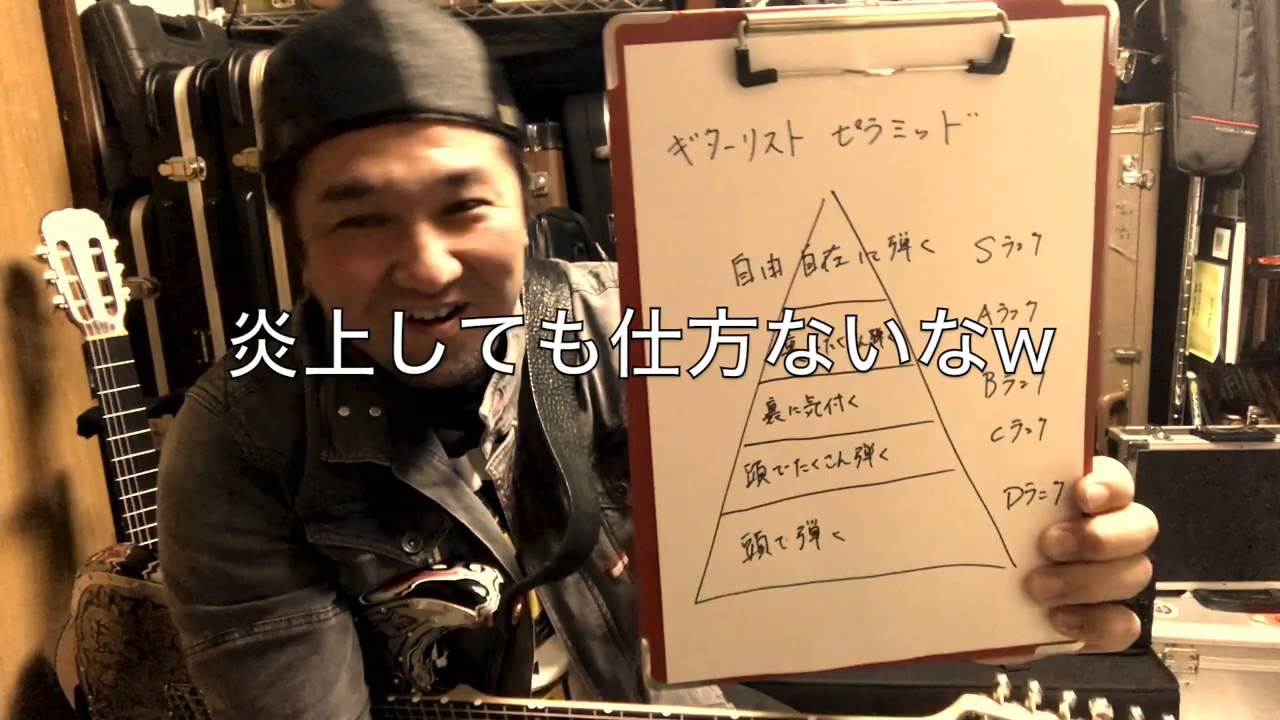 ギターリスト ピラミッド
自由自在に弾く Sランク
Aランク
炎上しても仕方ないなw
Bランク
裏に気付く
Cランク
頭でたくさん弾く
Dランク
頭で弾く